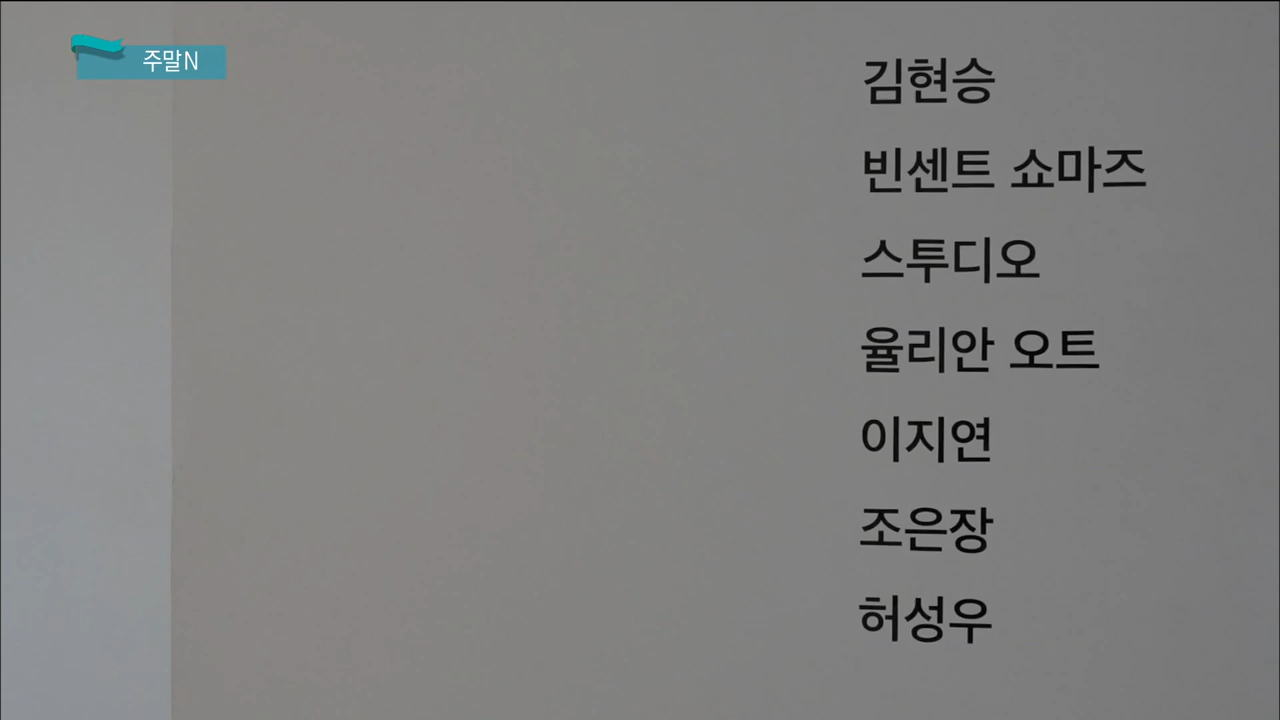 주말N
김현승
빈센트 쇼마즈
스투디오
율리안 오트
이지연
조은장
허성우